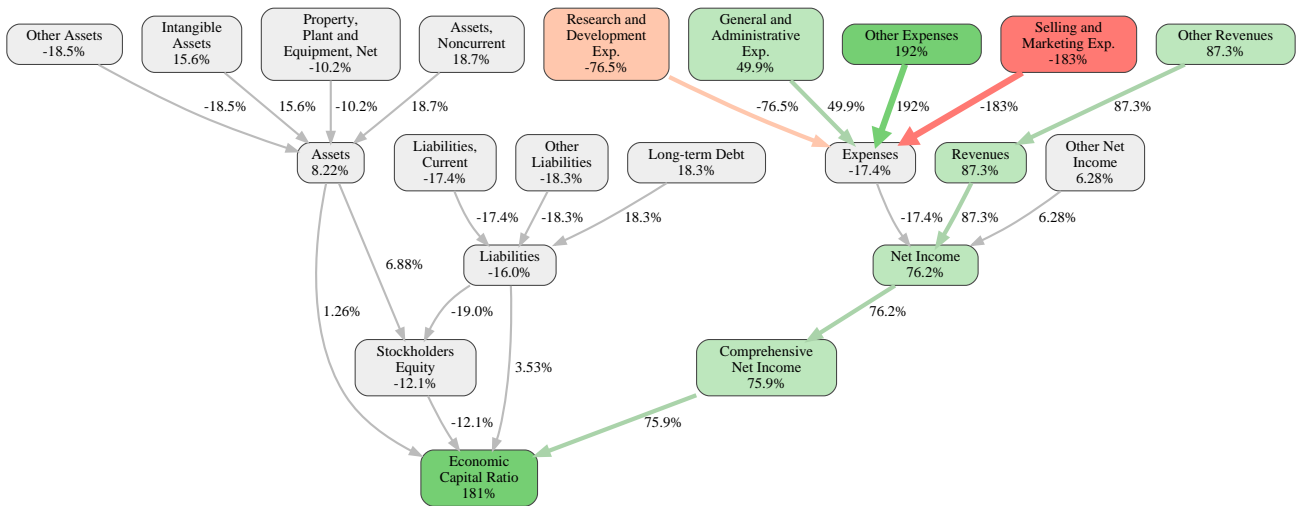 Other Assets
-18.5%
Intangible
Assets
15.6%
Property,
Plant and
Equipment, Net
-10.2%
Assets,
Noncurrent
18.7%
Research and
Development
Exp.
-76.5%
General and
Administrative
Exp.
49.9%
Other Expenses
192%
Selling and
Marketing Exp.
-183%
Other Revenues
87.3%
-18.5%
15.6%
-10.2%
18.7%
-76.5%
49.9%
192%
-183%
87.3%
Assets
8.22%
Liabilities,
Current
-17.4%
Other
Liabilities
-18.3%
Long-term Debt
18.3%
Expenses
-17.4%
Revenues
87.3%
Other Net
Income
6.28%
-17.4%
-18.3%
18.3%
-17.4%
87.3%
6.28%
6.88%
Liabilities
-16.0%
Net Income
76.2%
1.26%
-19.0%
76.2%
3.53%
Stockholders
Equity
-12.1%
Comprehensive
Net Income
75.9%
-12.1%
75.9%
Economic
Capital Ratio
181%